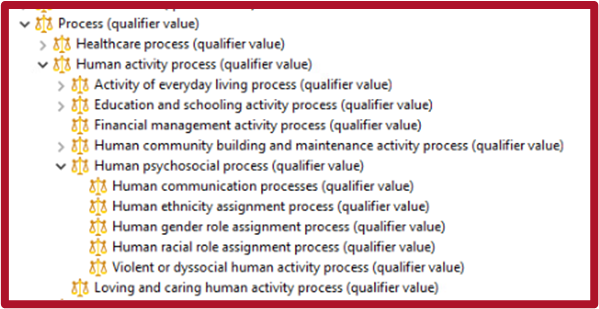 Process (qualifier value)
Healthcare process (qualifier value)
Human activity process (qualifier value)
Activity of everyday living process (qualifier value)
Education and schooling activity process (qualifier value)
Financial management activity process (qualifier value)
Human community building and maintenance activity process (qualifier value)
Human psychosocial process (qualifier value)
Human communication processes (qualifier value)
Human ethnicity assignment process (qualifier value)
Human gender role assignment process (qualifier value)
Human racial role assignment process (qualifier value)
Violent or dyssocial human activity process (qualifier value)
Loving and caring human activity process (qualifier value)